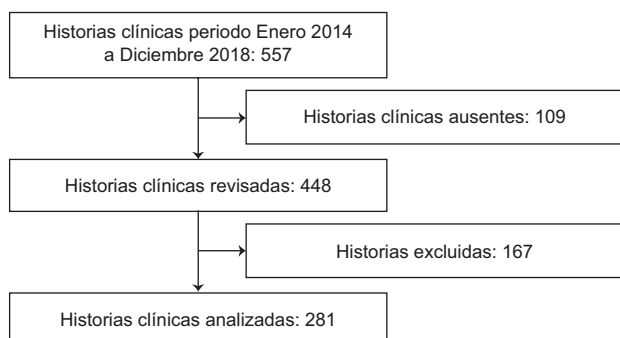 Historias clínicas periodo Enero 2014
a Diciembre 2018: 557
Historias clínicas ausentes: 109
Historias clínicas revisadas: 448
Historias excluidas: 167
Historias clínicas analizadas: 281